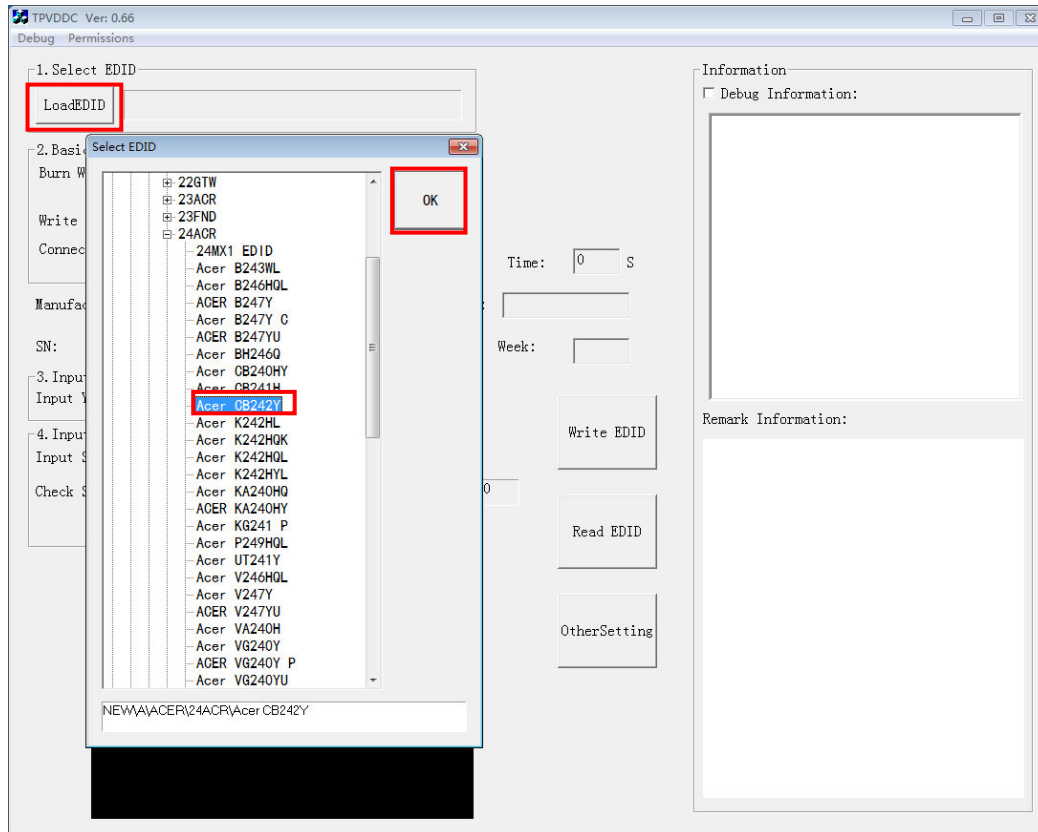 TPVDDC Ver: 0.66
Debug Permissions
1. Select EDID
LoadEDID
Select EDID
22GTW
23ACR
23FND
24ACR
24MX1 EDID
Acer B243WL
Acer B246HQL
ACER B247Y
Acer B247Y C
ACER B247YU
Acer BH246Q
Acer CB240HY
Acer CB241H
Acer CB242Y
Acer K242HL
Acer K242HQK
Acer K242HQL
Acer K242HYL
Acer KA240HQ
ACER KA240HY
Acer KG241 P
Acer P249HQL
Acer UT241Y
Acer V246HQL
Acer V247Y
ACER V247YU
Acer VA240H
Acer VG240Y
ACER VG240Y P
Acer VG240YU
OK
NEW\A\ACER\24ACR\Acer CB242Y
2. Basi
Burn W
Write
Connec
Time: 0 S
Manufac
:
SN:
Week:
3. Inpu
Input Y
4. Inpu
Input S
Check S
0
Write EDID
Read EDID
OtherSetting
Information
Debug Information:
Remark Information: